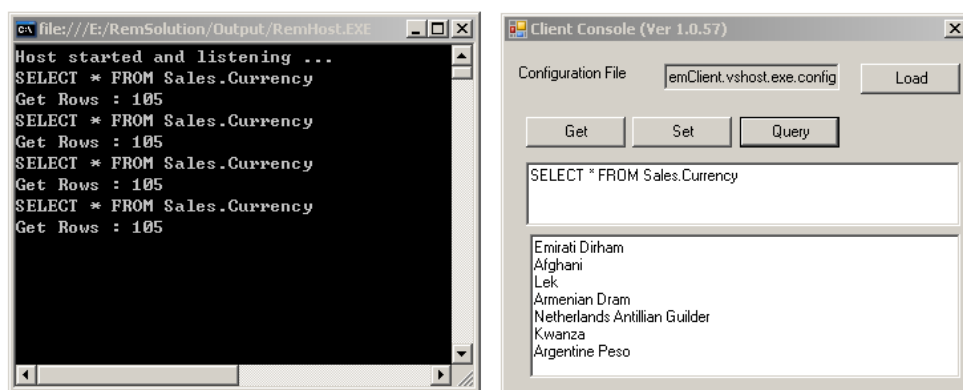 file:///E:/RemSolution/Output/RemHost.EXE
Host started and listening ...
SELECT * FROM Sales.Currency
Get Rows : 105
SELECT * FROM Sales.Currency
Get Rows : 105
SELECT * FROM Sales.Currency
Get Rows : 105
SELECT * FROM Sales.Currency
Get Rows : 105
Client Console (Ver 1.0.57)
Configuration File
emClient.vshost.exe.config
Load
Get
Set
Query
SELECT * FROM Sales.Currency
Emirati Dirham
Afghani
Lek
Armenian Dram
Netherlands Antillian Guilder
Kwanza
Argentine Peso